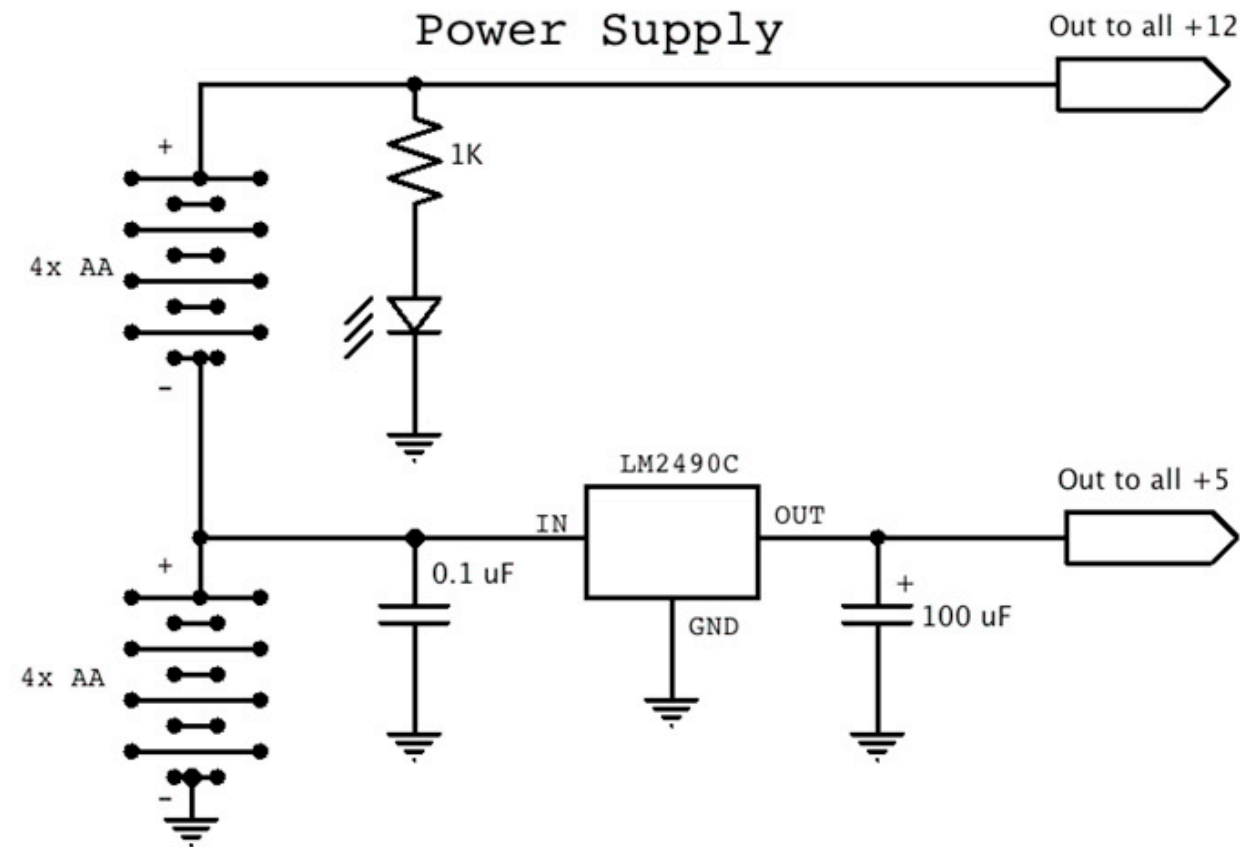 Power Supply
Out to all +12
+
1K
4x AA
-
LM2490C
Out to all +5
IN
OUT
+
0.1 uF
+
100 uF
GND
4x AA
-